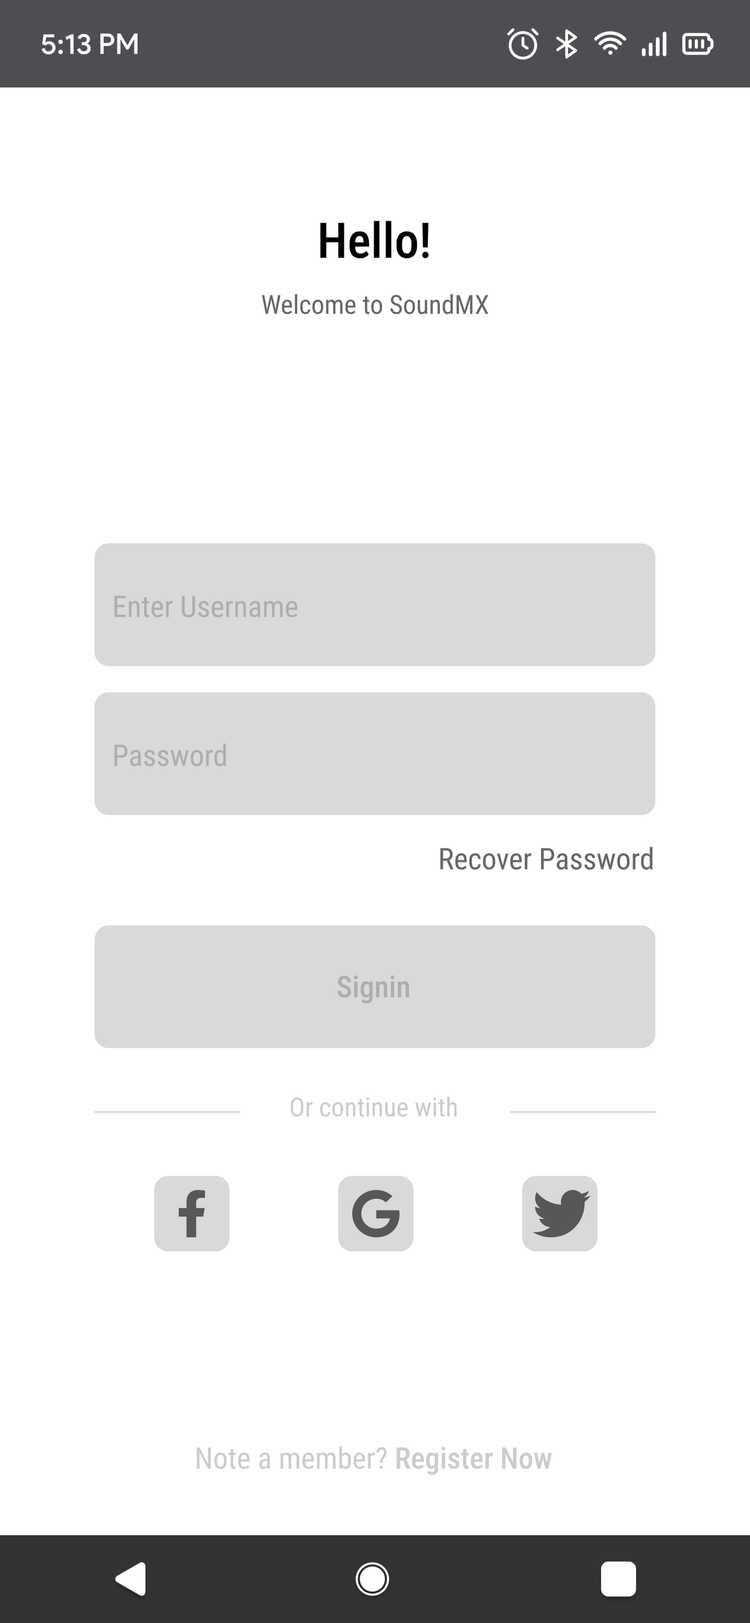 5:13 PM
Hello!
Welcome to SoundMX
Enter Username
Password
Recover Password
Signin
Or continue with
Note a member? Register Now